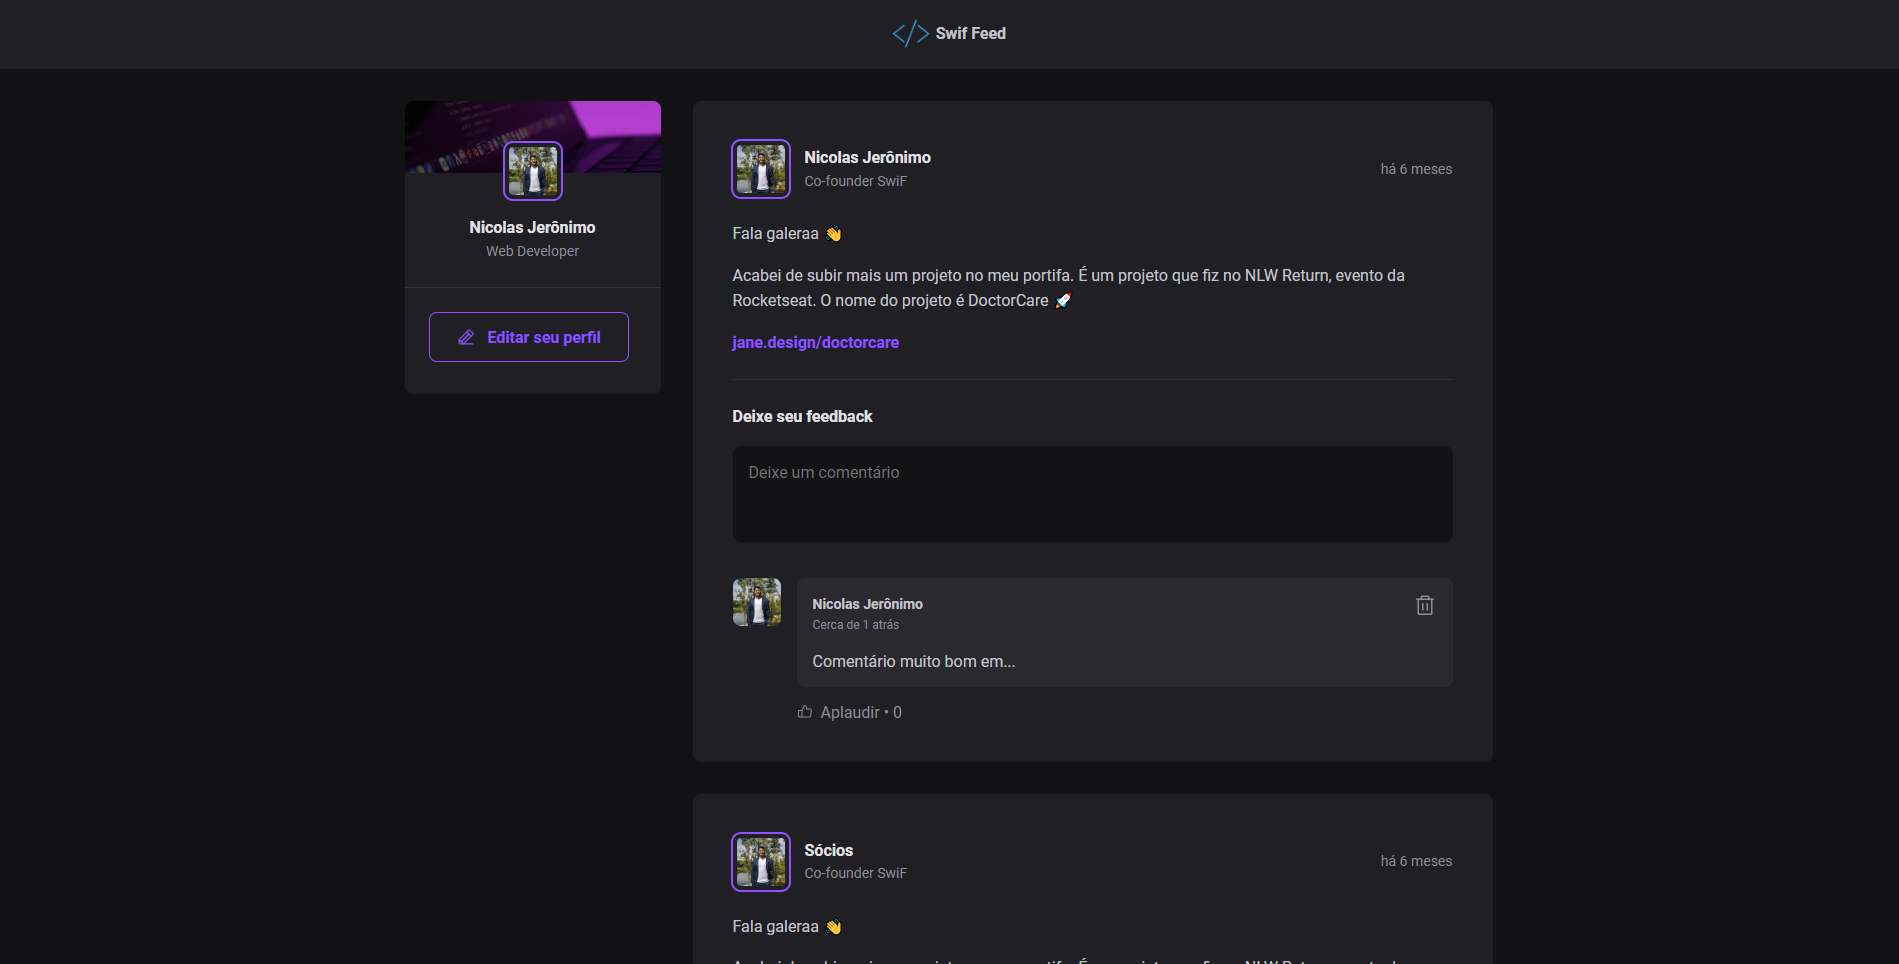 Swif Feed
Nicolas Jerônimo
Web Developer
Editar seu perfil
Nicolas Jerônimo
Co-founder SwiF
há 6 meses
Fala galeraa 👋
Acabei de subir mais um projeto no meu portifa. É um projeto que fiz no NLW Return, evento da
Rocketseat. O nome do projeto é DoctorCare 🚀
jane.design/doctorcare
Deixe seu feedback
Deixe um comentário
Nicolas Jerônimo
Cerca de 1 atrás
Comentário muito bom em...
Aplaudir • 0
Sócios
Co-founder SwiF
há 6 meses
Fala galeraa 👋